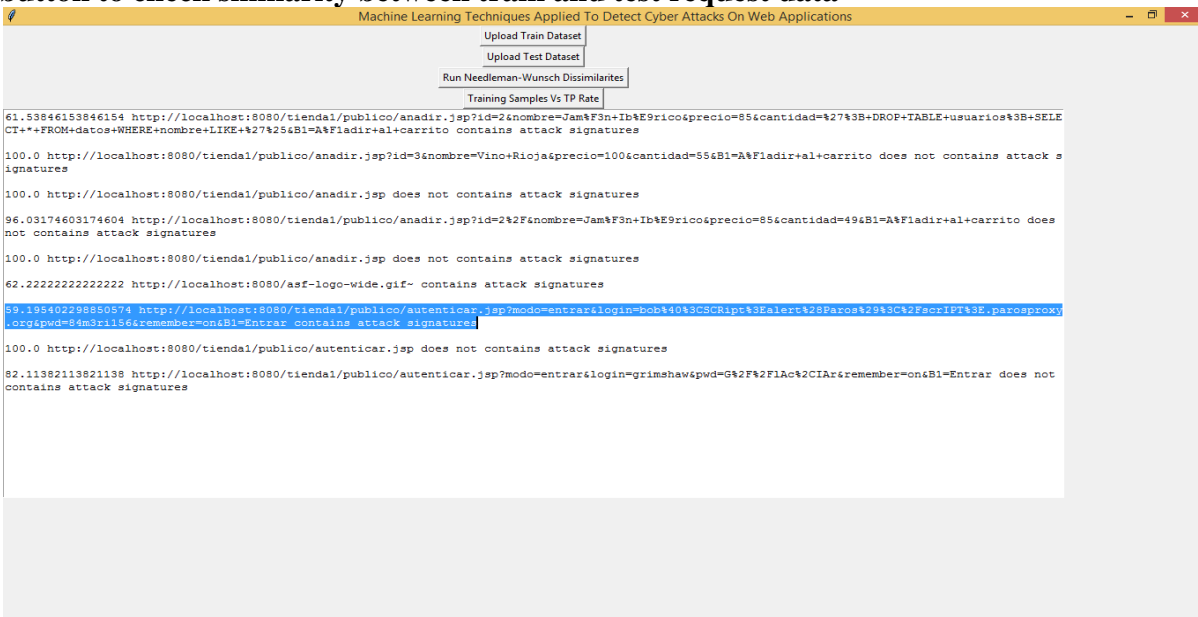 button to check similarity between train and test request data
Machine Learning Techniques Applied To Detect Cyber Attacks On Web Applications
Upload Train Dataset
Upload Test Dataset
Run Needleman-Wunsch Dissimilarites
Training Samples Vs TP Rate
61.53846153846154 http://localhost:8080/tienda1/publico/anadir.jsp?id=2&nombre=Jam%F3n+Ib%E9rico&precio=85&cantidad=%27%3B+DROP+TABLE+usuarios%3B+SELE
CT+*+FROM+datos+WHERE+nombre+LIKE+%27%25&B1=A%F1adir+al+carrito contains attack signatures
100.0 http://localhost:8080/tienda1/publico/anadir.jsp?id=3&nombre=Vino+Rioja&precio=100&cantidad=55&B1=A%F1adir+al+carrito does not contains attack s
ignatures
100.0 http://localhost:8080/tienda1/publico/anadir.jsp does not contains attack signatures
96.03174603174604 http://localhost:8080/tienda1/publico/anadir.jsp?id=2%2F&nombre=Jam%F3n+Ib%E9rico&precio=85&cantidad=49&B1=A%F1adir+al+carrito does
not contains attack signatures
100.0 http://localhost:8080/tienda1/publico/anadir.jsp does not contains attack signatures
62.22222222222222 http://localhost:8080/asf-logo-wide.gif~ contains attack signatures
59.195402298850574 http://localhost:8080/tienda1/publico/autenticar.jsp?modo=entrar&login=bob%40%3CSCRipt%3Ealert%28Paros%29%3C%2FscrIPT%3E.parosproxy
.org&pwd=84m3ri156&remember=on&B1=Entrar contains attack signatures
100.0 http://localhost:8080/tienda1/publico/autenticar.jsp does not contains attack signatures
82.11382113821138 http://localhost:8080/tienda1/publico/autenticar.jsp?modo=entrar&login=grimshaw&pwd=G%2F%2FlAc%2CIAr&remember=on&B1=Entrar does not
contains attack signatures